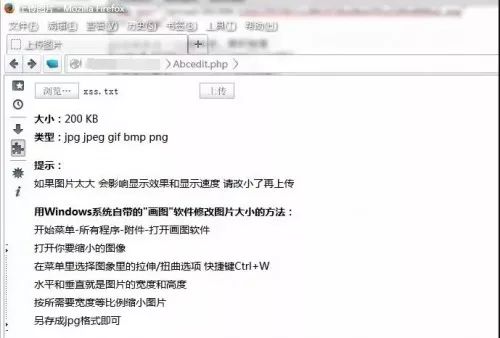 上传图片 - Mozilla Firefox
文件(F) 编辑(E) 查看(V) 历史(S) 书签(B) 工具(T) 帮助(H)
上传图片
Abcedit.php
浏览… xss.txt 上传
大小：200 KB
类型：jpg jpeg gif bmp png
提示：
如果图片太大 会影响显示效果和显示速度 请改小了再上传
用Windows系统自带的"画图"软件修改图片大小的方法：
开始菜单-所有程序-附件-打开画图软件
打开你要缩小的图像
在菜单里选择图象里的拉伸/扭曲选项 快捷键Ctrl+W
水平和垂直就是图片的宽度和高度
按所需要宽度等比例缩小图片
另存成jpg格式即可